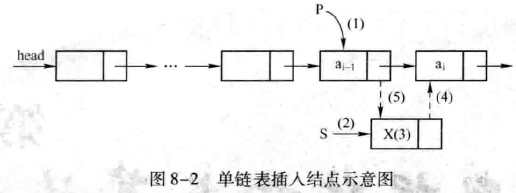 P
(1)
head
...
a_{i-1}
a_i
(5)
(4)
S
(2)
X(3)
图 8-2 单链表插入结点示意图